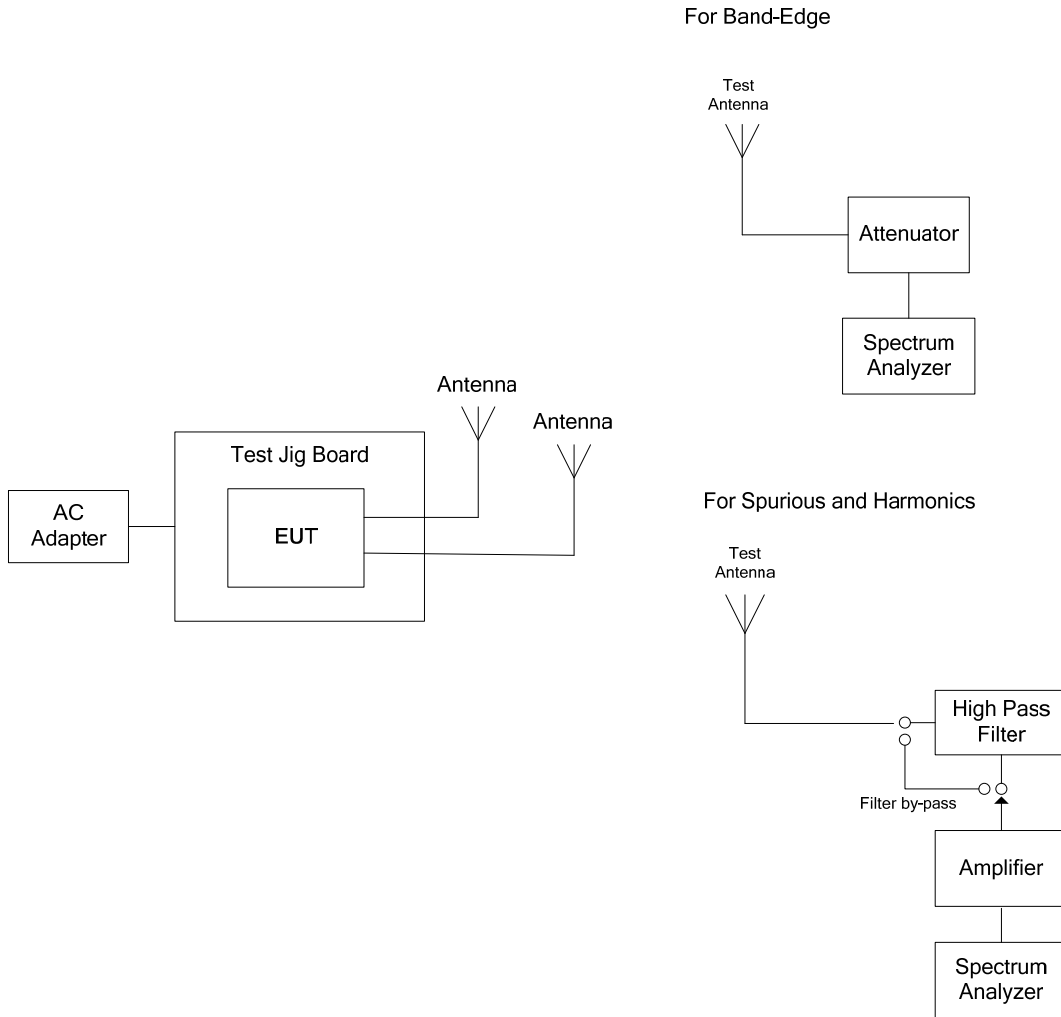 For Band-Edge
Test
Antenna
Attenuator
Spectrum
Analyzer
Antenna
Antenna
Test Jig Board
EUT
AC
Adapter
For Spurious and Harmonics
Test
Antenna
High Pass
Filter
Filter by-pass
Amplifier
Spectrum
Analyzer